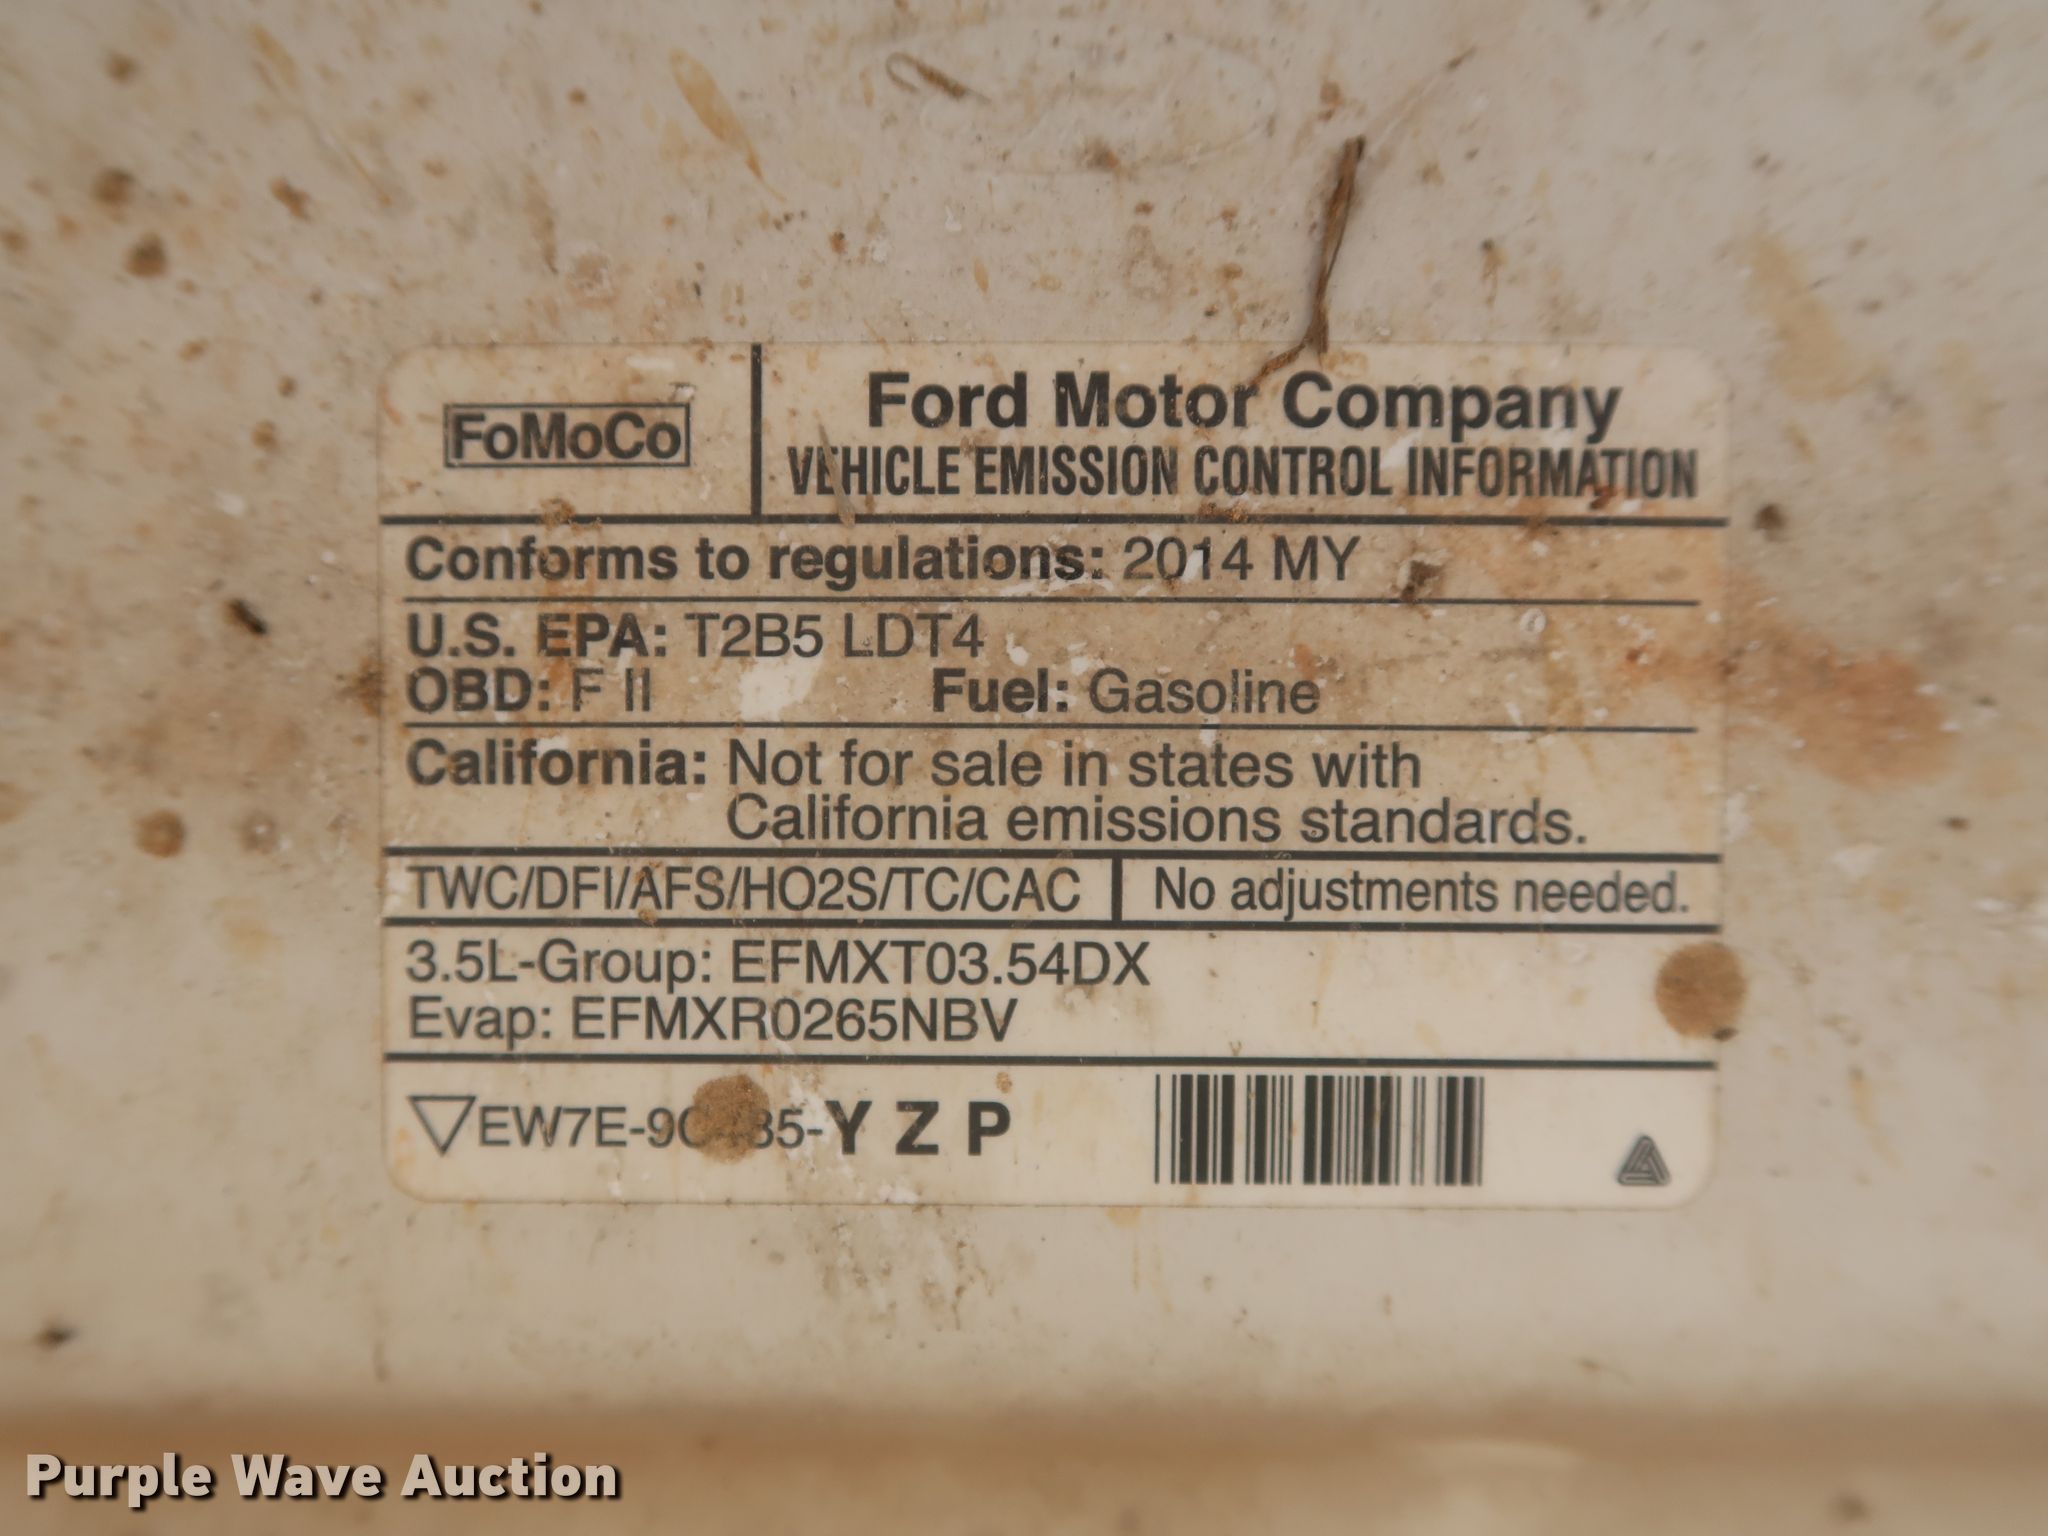 FoMoCo
Ford Motor Company
VEHICLE EMISSION CONTROL INFORMATION
Conforms to regulations: 2014 MY
U.S. EPA: T2B5 LDT4
OBD: F II Fuel: Gasoline
California: Not for sale in states with
California emissions standards.
TWC/DFI/AFS/HO2S/TC/CAC
No adjustments needed.
3.5L-Group: EFMXT03.54DX
Evap: EFMXR0265NBV
Y Z P
Purple Wave Auction